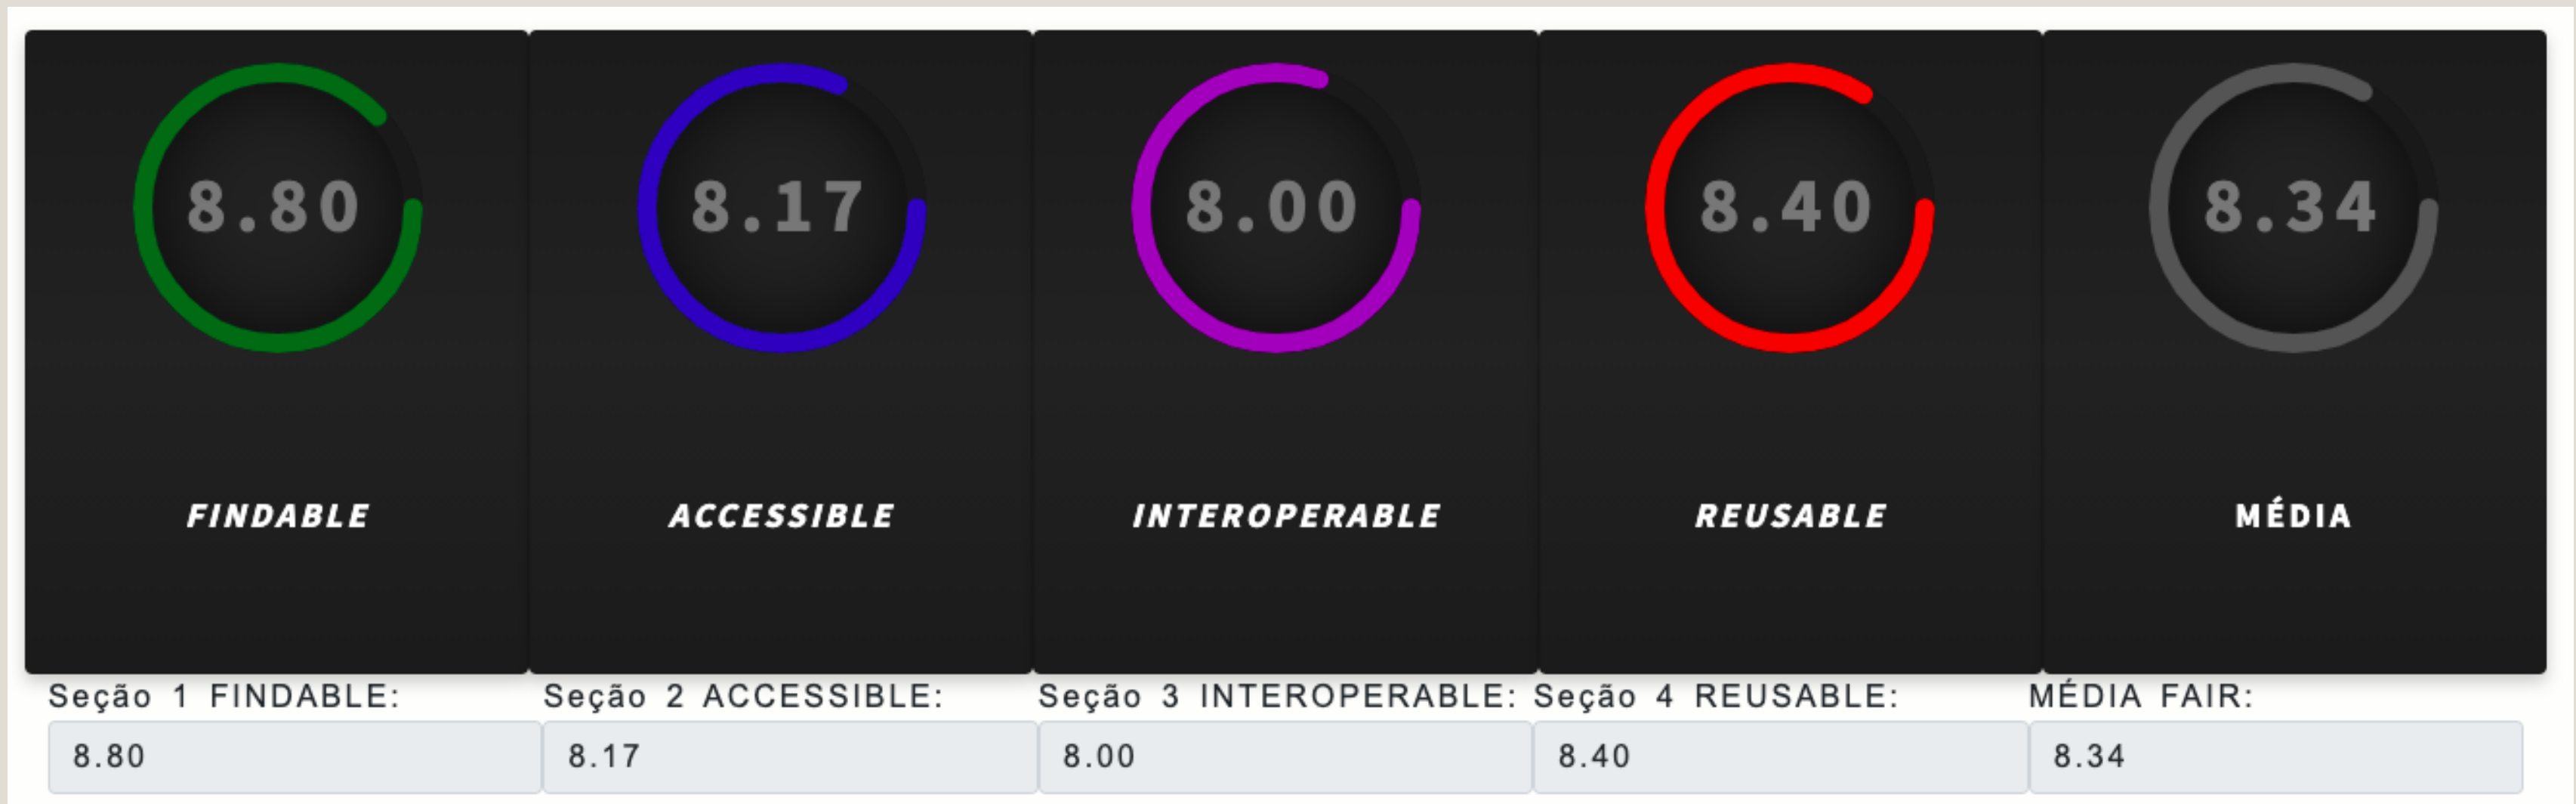 8.80 8.17 8.00 8.40 8.34
FINDABLE ACCESSIBLE INTEROPERABLE REUSABLE MÉDIA
Seção 1 FINDABLE: Seção 2 ACCESSIBLE: Seção 3 INTEROPERABLE: Seção 4 REUSABLE: MÉDIA FAIR:
8.80 8.17 8.00 8.40 8.34